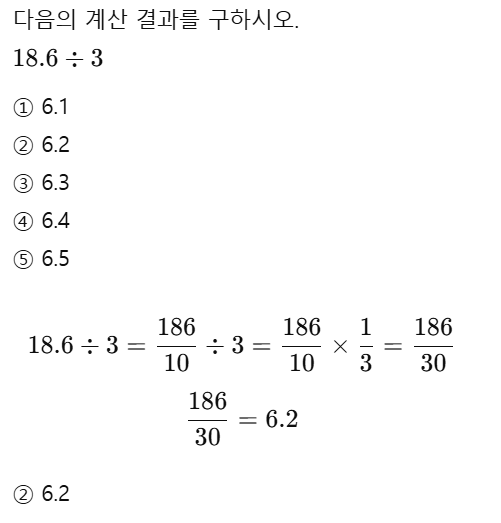 다음의 계산 결과를 구하시오.
18.6 ÷ 3
① 6.1
② 6.2
③ 6.3
④ 6.4
⑤ 6.5
18.6 ÷ 3 = 186/10 ÷ 3 = 186/10 × 1/3 = 186/30
186/30 = 6.2
② 6.2